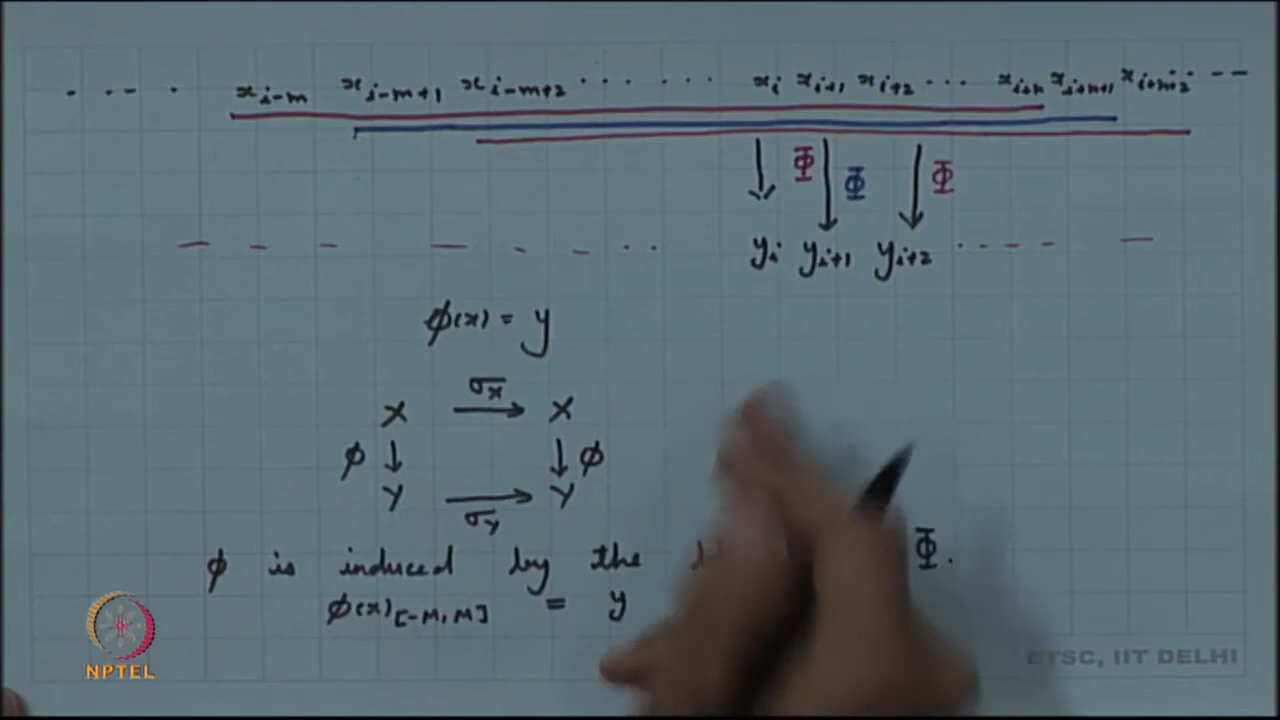 - - - - x_{i-m} x_{i-m+1} x_{i-m+2} ...... x_i x_{i+1} x_{i+2} ... x_{i+n} x_{i+n+1} x_{i+n+2} - -
Φ Φ Φ
y_i y_{i+1} y_{i+2}
ϕ(x) = y
X σ_X X
ϕ ϕ
Y σ_Y Y
ϕ is induced by the Φ.
ϕ(x)_{[-M,M]} = y
NPTEL
ETSC, IIT DELHI